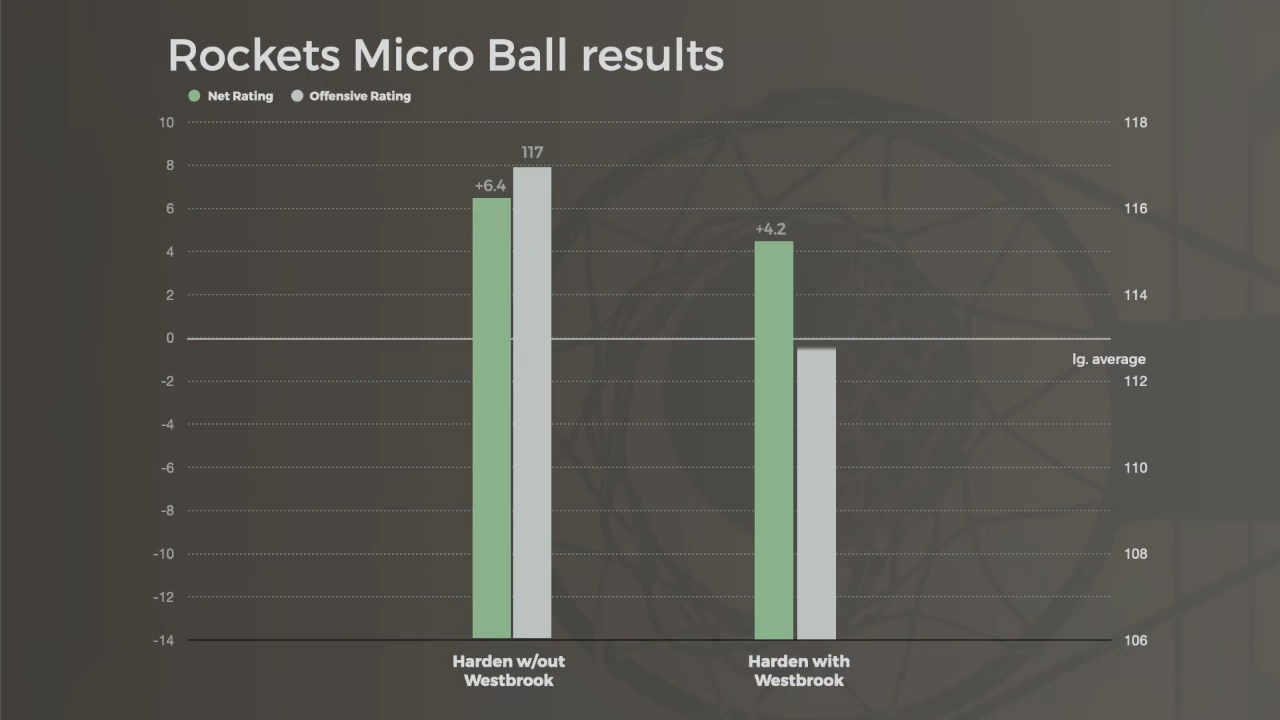 Rockets Micro Ball results
Net Rating Offensive Rating
10 118
8
6 116
4
2 114
0
lg. average
-2 112
-4
-6 110
-8
-10 108
-12
-14 106
117
+6.4
+4.2
Harden w/out
Westbrook
Harden with
Westbrook